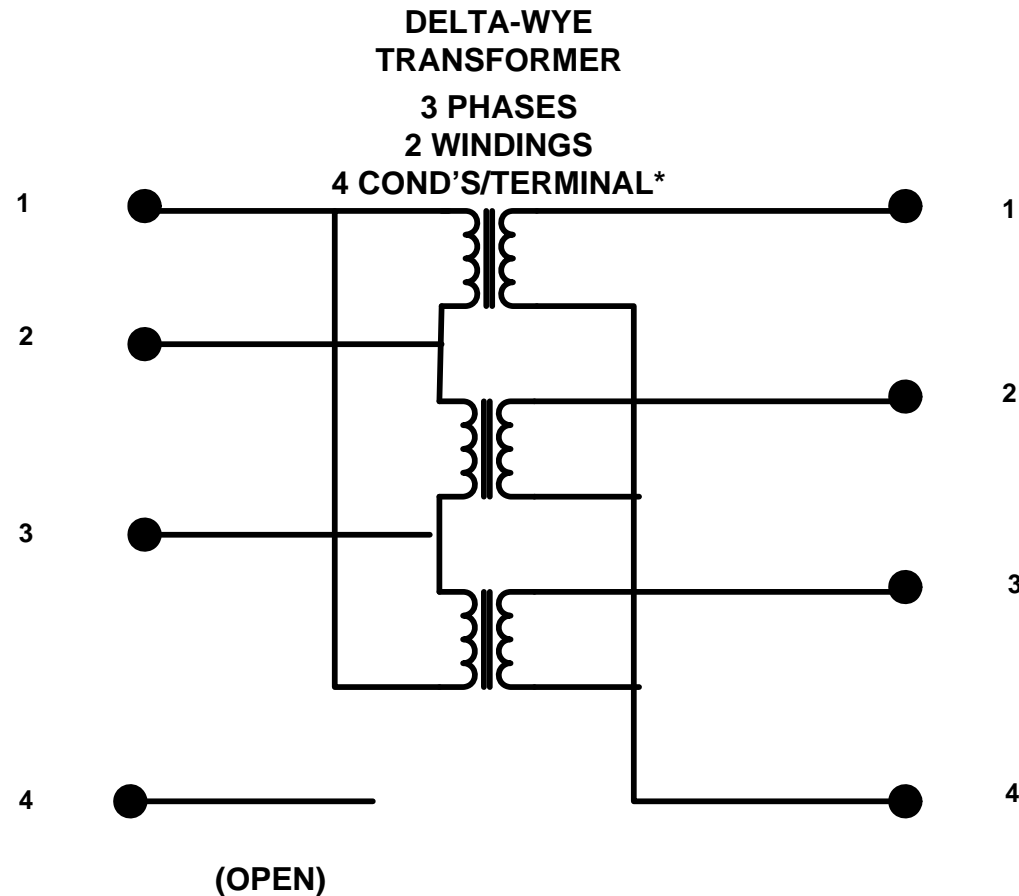 DELTA-WYE
TRANSFORMER
3 PHASES
2 WINDINGS
4 COND'S/TERMINAL*
1
1
2
2
3
3
4
4
(OPEN)